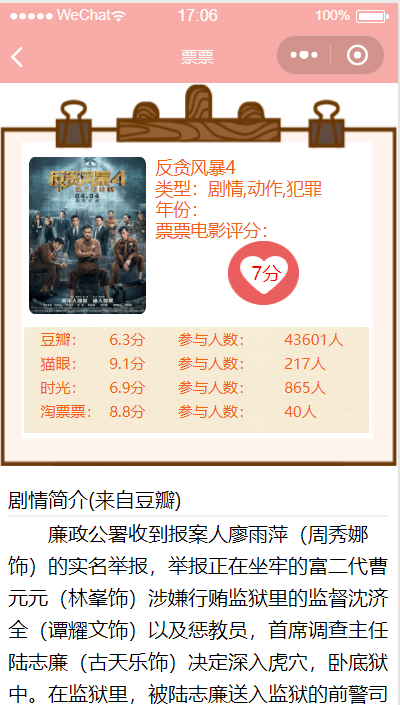 WeChat 17:06 100%
票票
反贪风暴4
04.04
反贪风暴4
类型：剧情,动作,犯罪
年份：
票票电影评分：
7分
豆瓣： 6.3分 参与人数： 43601人
猫眼： 9.1分 参与人数： 217人
时光： 6.9分 参与人数： 865人
淘票票： 8.8分 参与人数： 40人
剧情简介(来自豆瓣)
廉政公署收到报案人廖雨萍（周秀娜
饰）的实名举报，举报正在坐牢的富二代曹
元元（林峯饰）涉嫌行贿监狱里的监督沈济
全（谭耀文饰）以及惩教员，首席调查主任
陆志廉（古天乐饰）决定深入虎穴，卧底狱
中。在监狱里，被陆志廉送入监狱的前警司